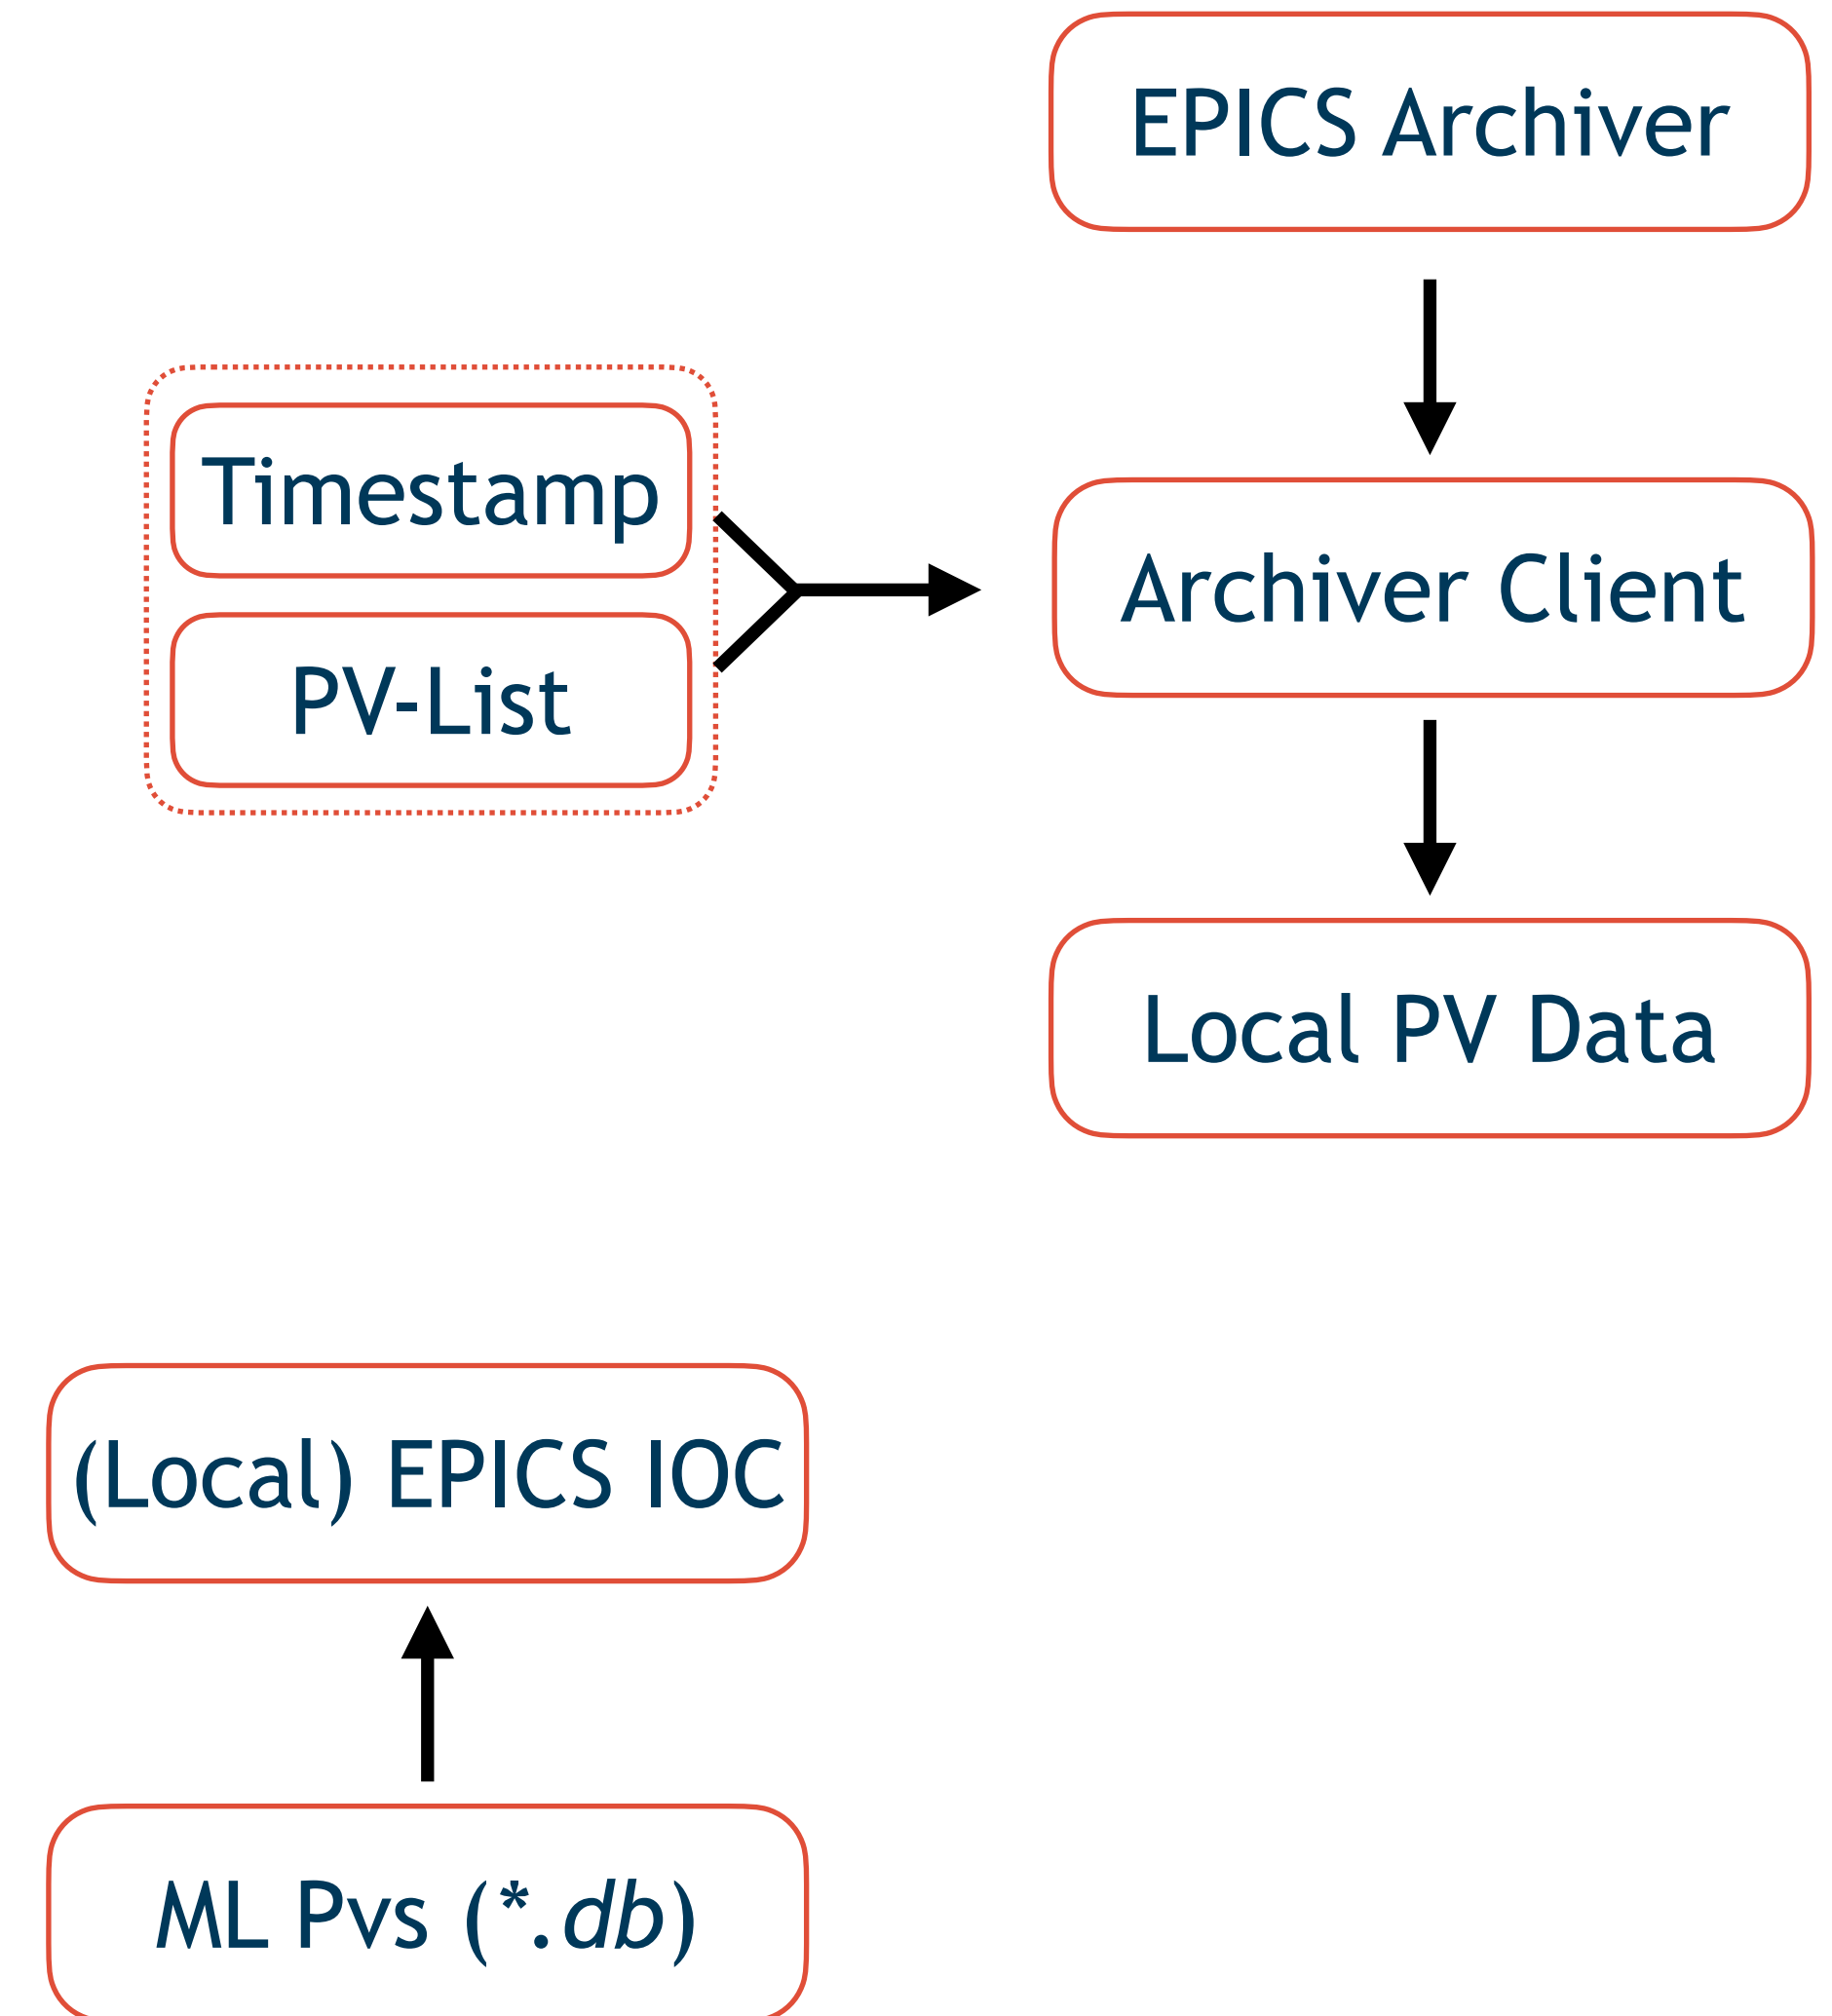 EPICS Archiver
Timestamp
Archiver Client
PV-List
Local PV Data
(Local) EPICS IOC
ML Pvs (*.db)